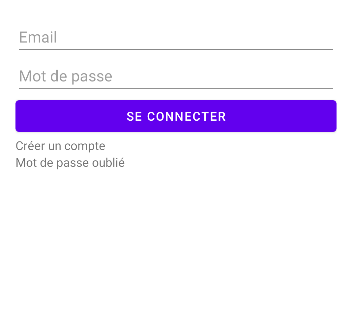 Email
Mot de passe
SE CONNECTER
Créer un compte
Mot de passe oublié